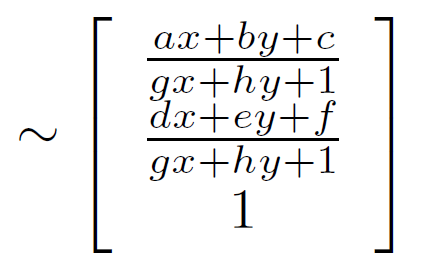 ∼ [
ax+by+c
gx+hy+1
dx+ey+f
gx+hy+1
1
]